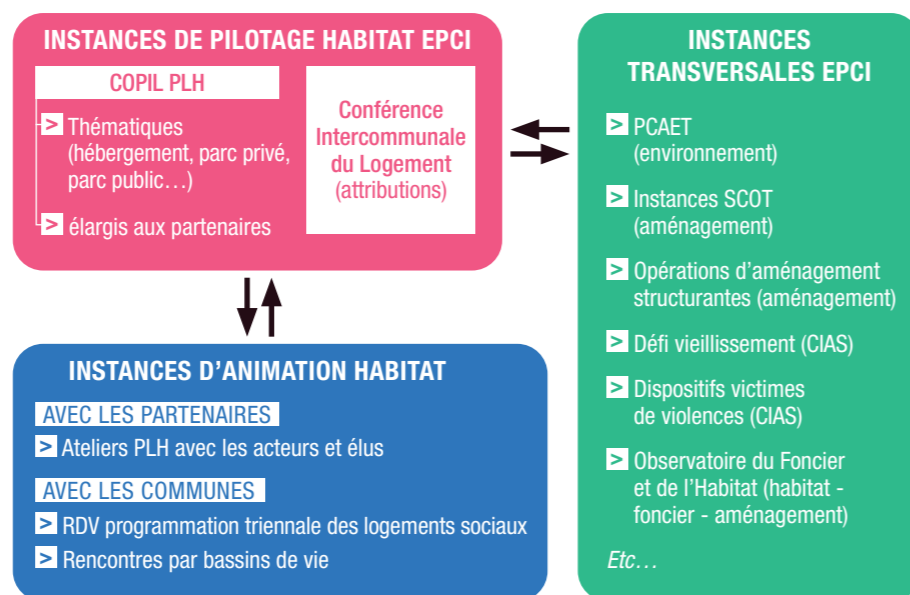 INSTANCES DE PILOTAGE HABITAT EPCI
COPIL PLH
> Thématiques
(hébergement, parc privé,
parc public…)
> élargis aux partenaires
Conférence
Intercommunale
du Logement
(attributions)
INSTANCES D’ANIMATION HABITAT
AVEC LES PARTENAIRES
> Ateliers PLH avec les acteurs et élus
AVEC LES COMMUNES
> RDV programmation triennale des logements sociaux
> Rencontres par bassins de vie
INSTANCES
TRANSVERSALES EPCI
> PCAET
(environnement)
> Instances SCOT
(aménagement)
> Opérations d’aménagement
structurantes (aménagement)
> Défi vieillissement (CIAS)
> Dispositifs victimes
de violences (CIAS)
> Observatoire du Foncier
et de l’Habitat (habitat -
foncier - aménagement)
Etc…